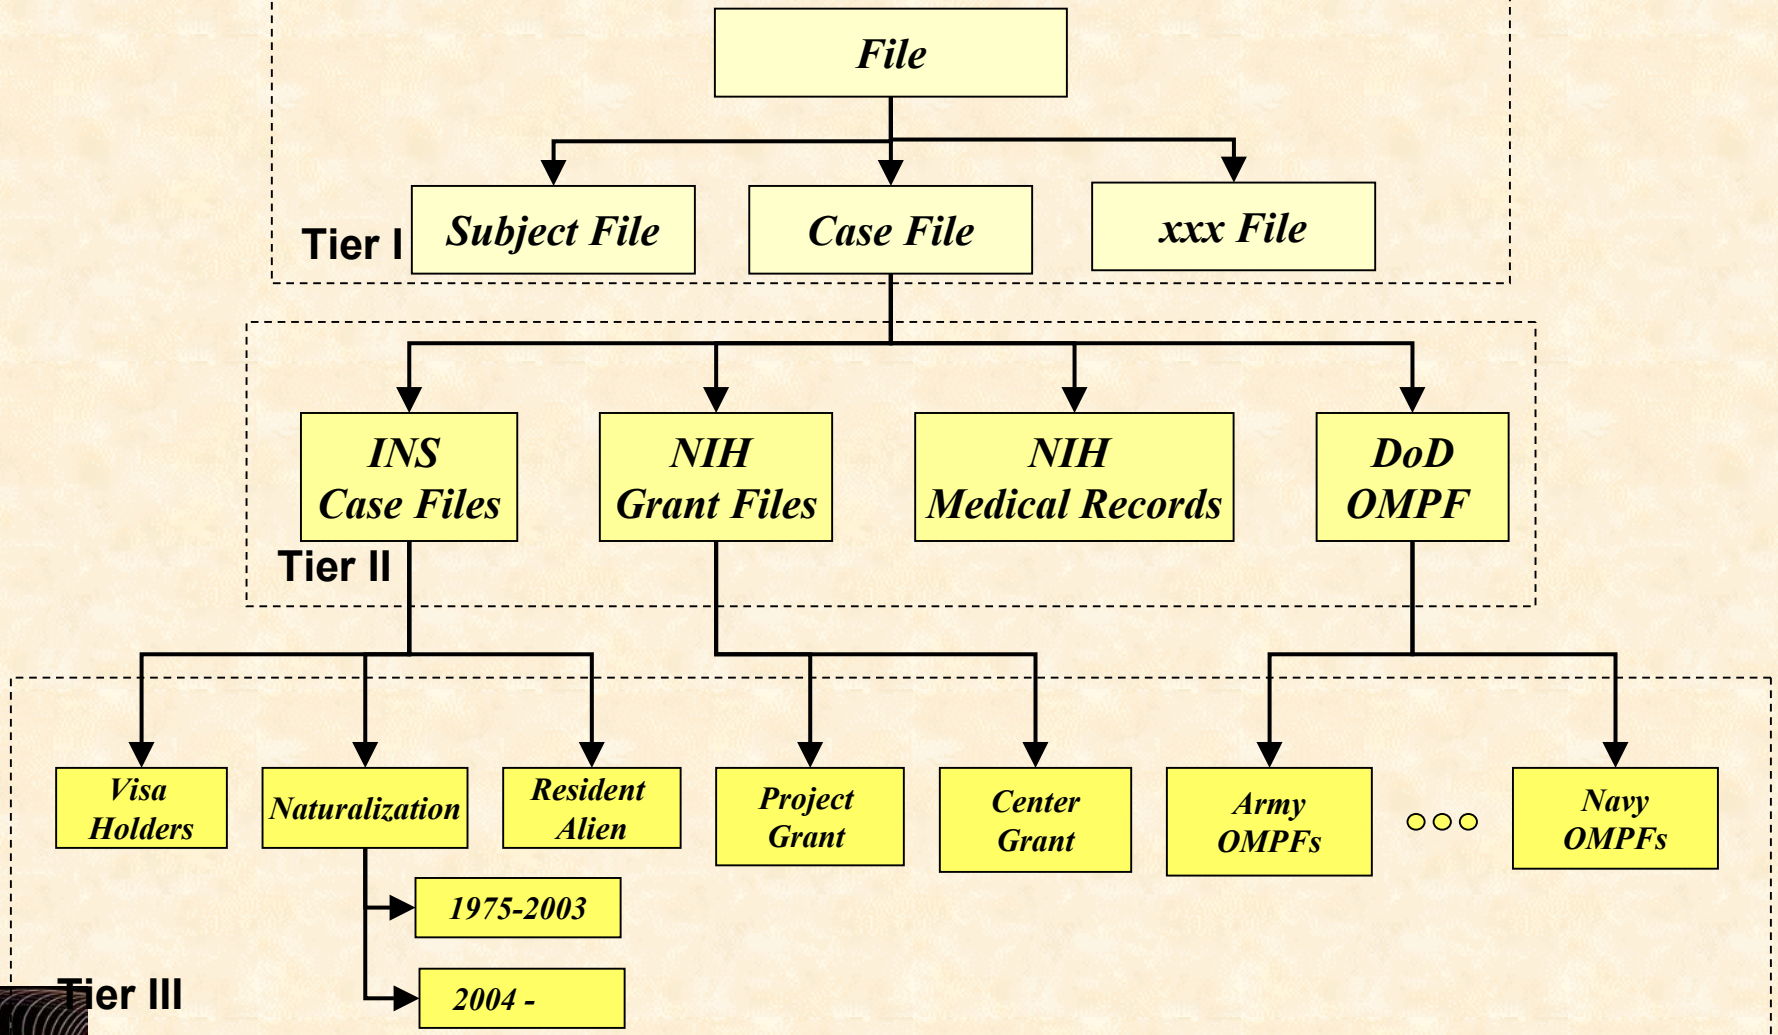 File
Subject File
Case File
xxx File
Tier I
INS
Case Files
NIH
Grant Files
NIH
Medical Records
DoD
OMPF
Tier II
Visa
Holders
Naturalization
Resident
Alien
Project
Grant
Center
Grant
Army
OMPFs
Navy
OMPFs
1975-2003
2004 -
Tier III